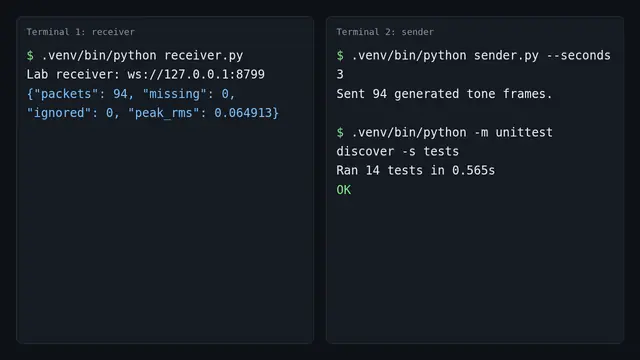 Terminal 1: receiver
$ .venv/bin/python receiver.py
Lab receiver: ws://127.0.0.1:8799
{"packets": 94, "missing": 0,
"ignored": 0, "peak_rms": 0.064913}
Terminal 2: sender
$ .venv/bin/python sender.py --seconds
3
Sent 94 generated tone frames.
$ .venv/bin/python -m unittest
discover -s tests
Ran 14 tests in 0.565s
OK